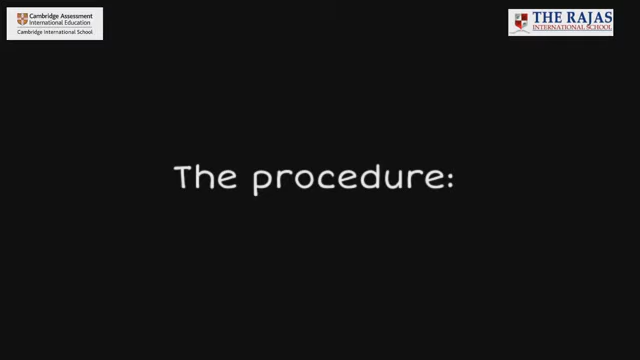 Cambridge Assessment
International Education
Cambridge International School
THE RAJAS
INTERNATIONAL SCHOOL
The procedure: